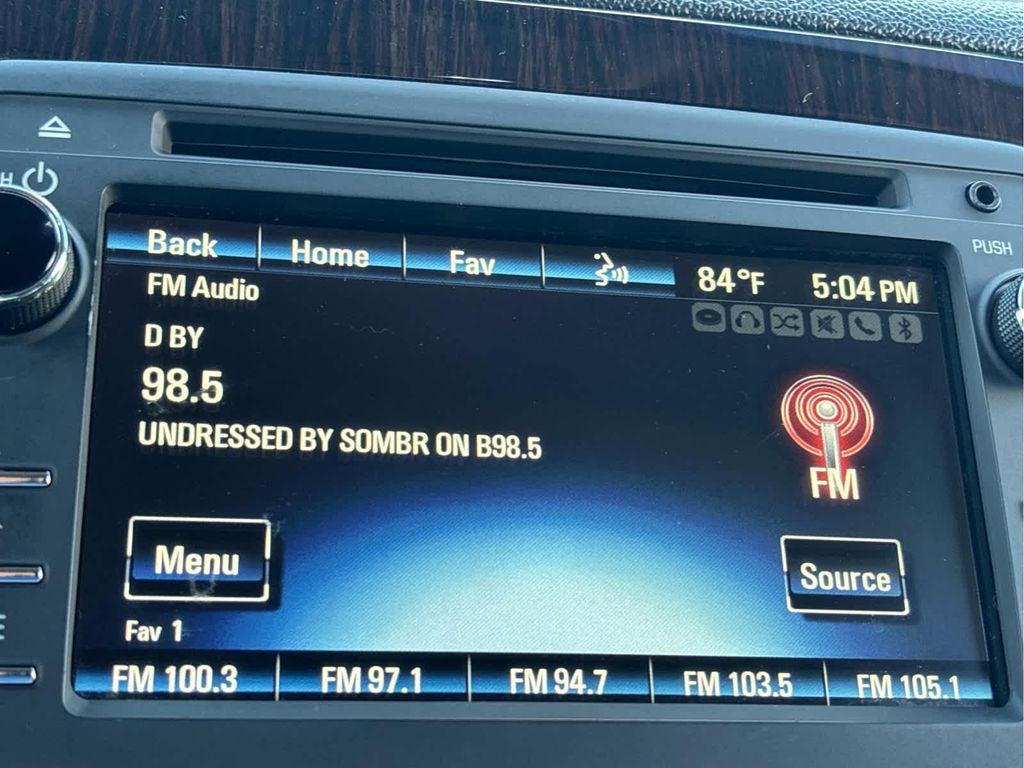 H
PUSH
Back Home Fav 84°F 5:04 PM
FM Audio
D BY
98.5
UNDRESSED BY SOMBR ON B98.5
FM
Menu Source
Fav 1
FM 100.3 FM 97.1 FM 94.7 FM 103.5 FM 105.1
E